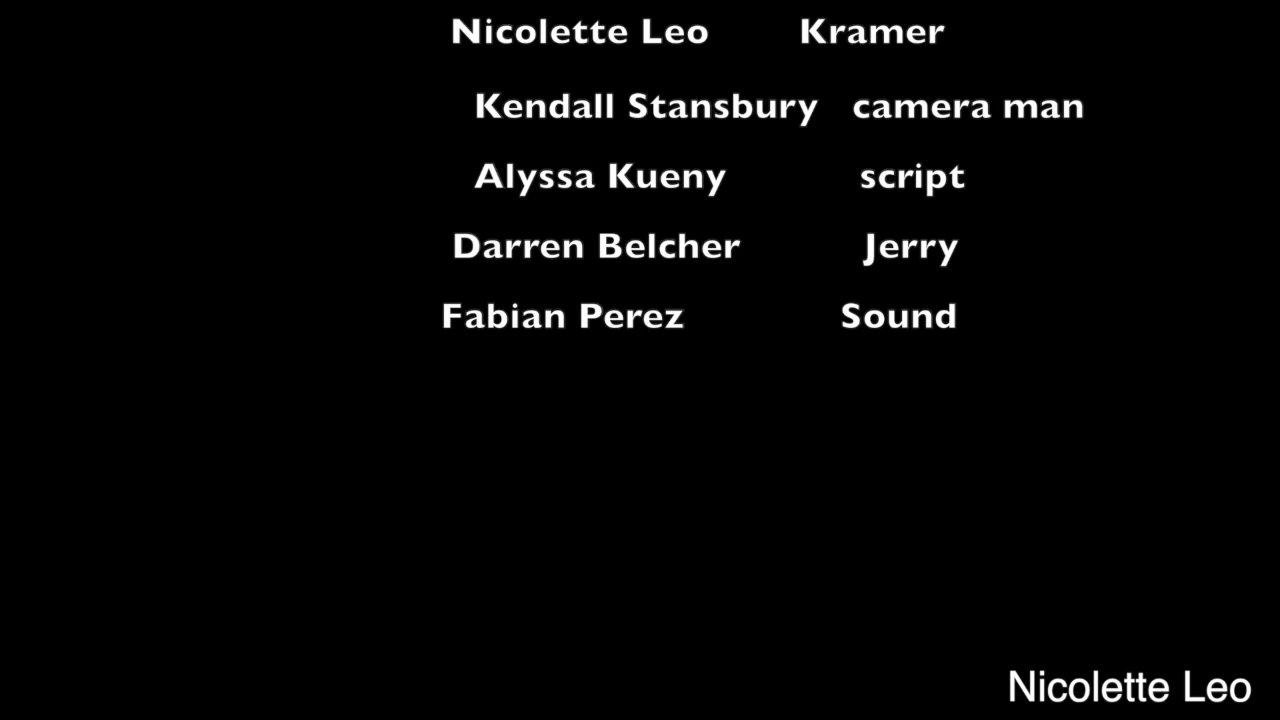 Nicolette Leo Kramer
Kendall Stansbury camera man
Alyssa Kueny script
Darren Belcher Jerry
Fabian Perez Sound
Nicolette Leo